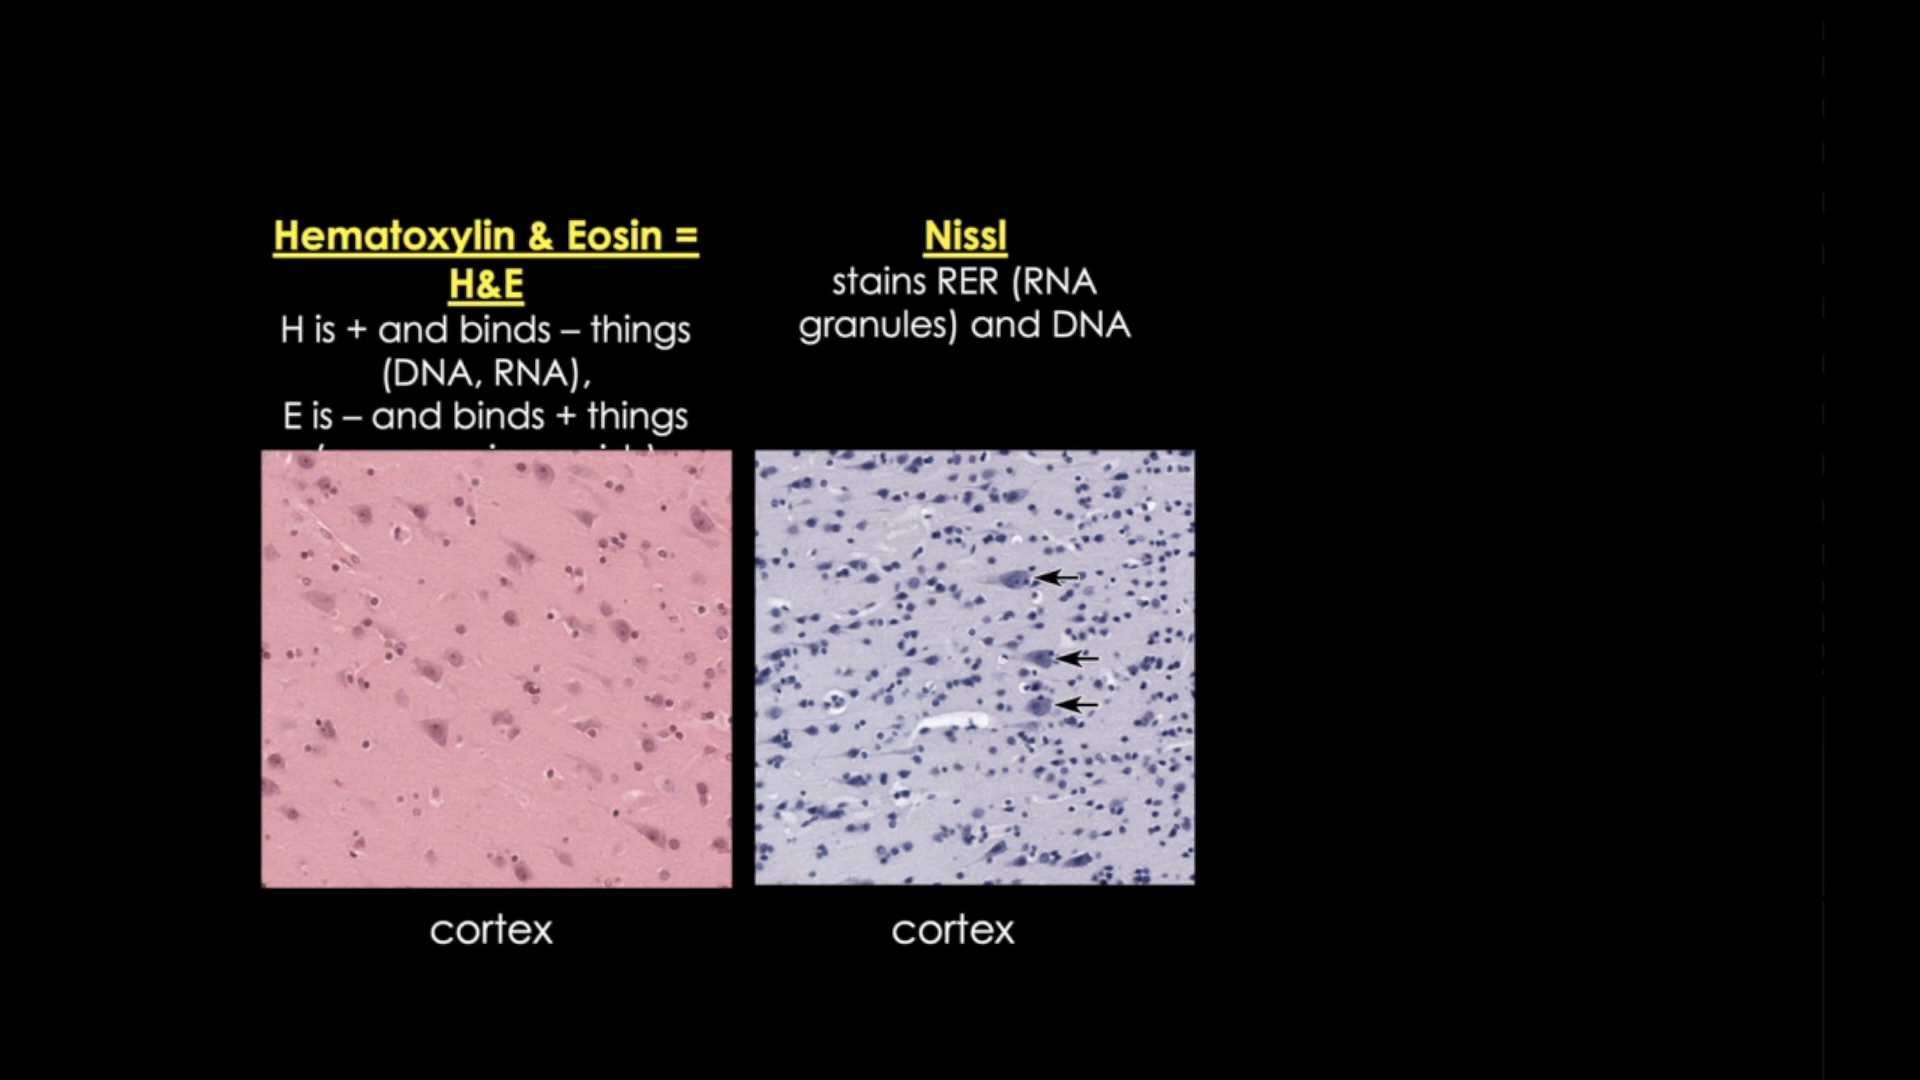 Hematoxylin & Eosin =
H&E
H is + and binds – things
(DNA, RNA),
E is – and binds + things
Nissl
stains RER (RNA
granules) and DNA
cortex
cortex